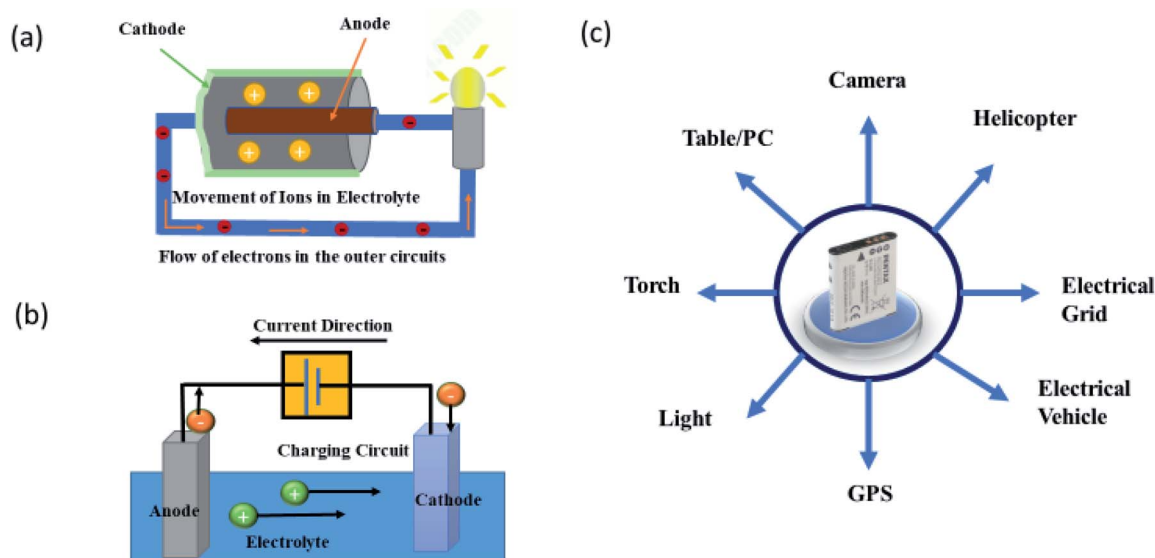 (a)
Cathode
Anode
Movement of Ions in Electrolyte
Flow of electrons in the outer circuits
(b)
Current Direction
Charging Circuit
Anode
Cathode
Electrolyte
(c)
Camera
Helicopter
Table/PC
Torch
Electrical
Grid
Light
Electrical
Vehicle
GPS
PENTAX